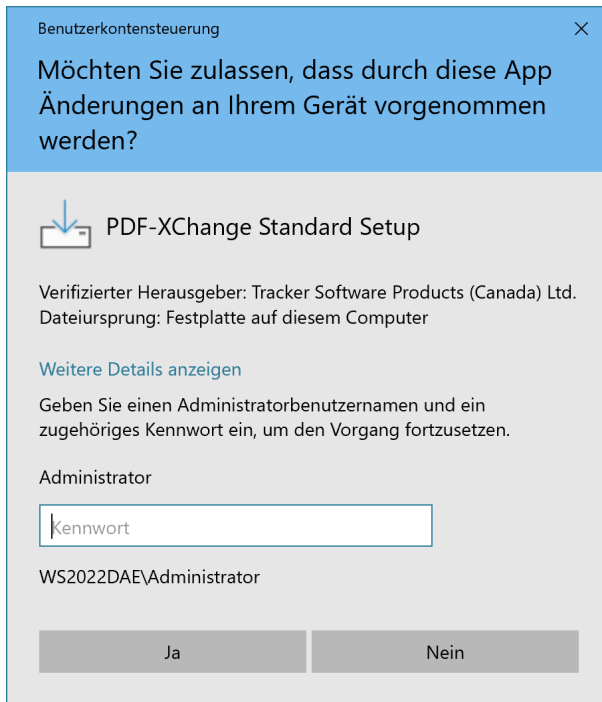 Benutzerkontensteuerung
Möchten Sie zulassen, dass durch diese App
Änderungen an Ihrem Gerät vorgenommen
werden?
PDF-XChange Standard Setup
Verifizierter Herausgeber: Tracker Software Products (Canada) Ltd.
Dateiursprung: Festplatte auf diesem Computer
Weitere Details anzeigen
Geben Sie einen Administratorbenutzernamen und ein
zugehöriges Kennwort ein, um den Vorgang fortzusetzen.
Administrator
Kennwort
WS2022DAE\Administrator
Ja
Nein